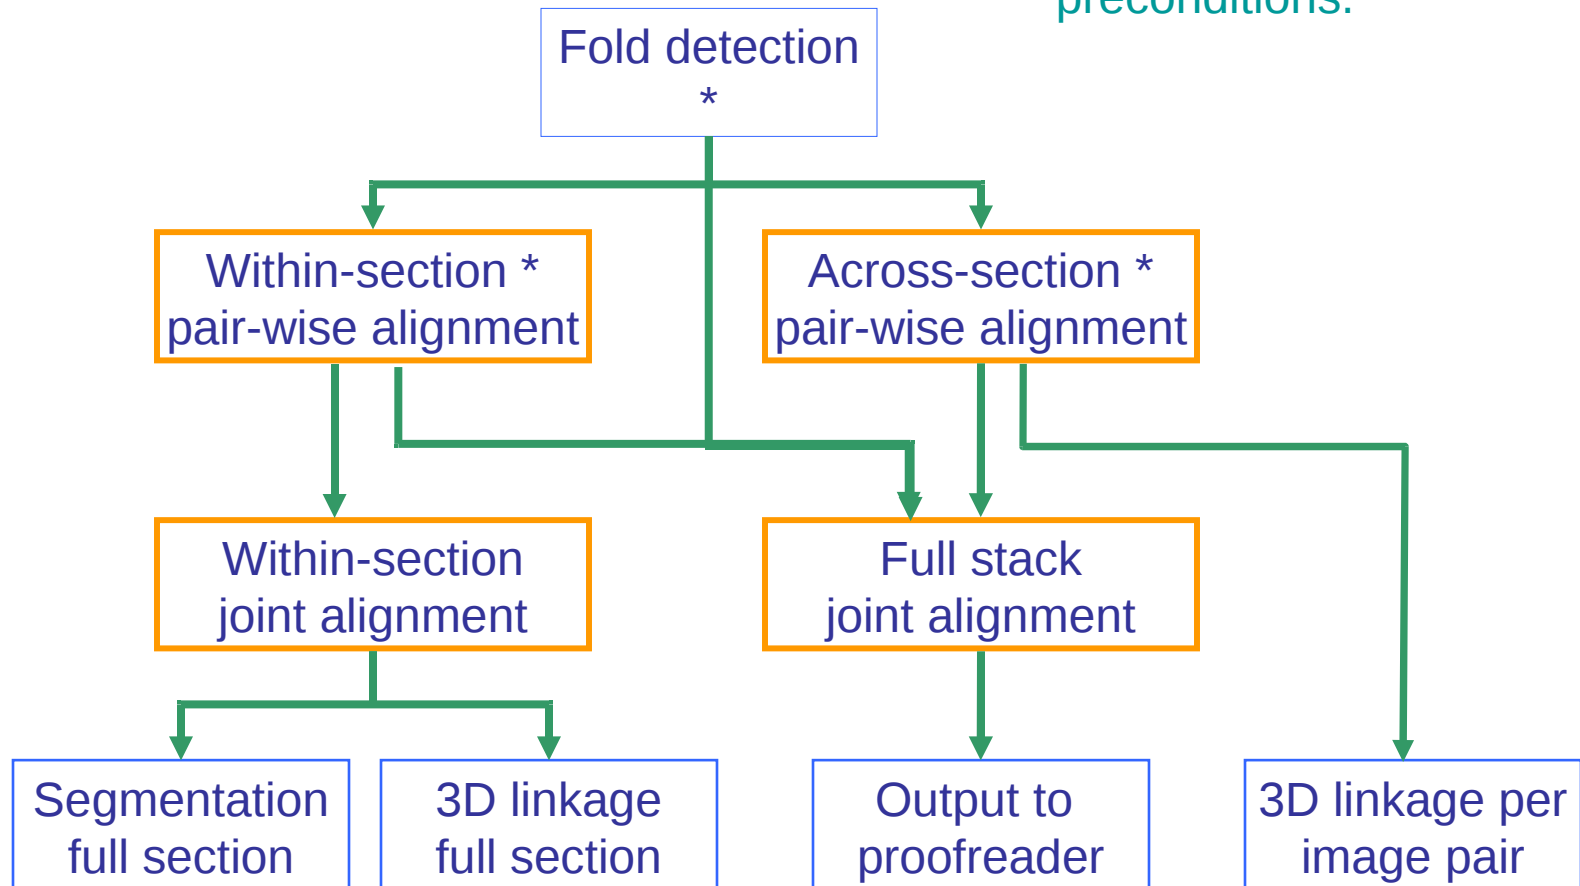 preconditions.
Fold detection
*
Within-section *
pair-wise alignment
Across-section *
pair-wise alignment
Within-section
joint alignment
Full stack
joint alignment
Segmentation
full section
3D linkage
full section
Output to
proofreader
3D linkage per
image pair